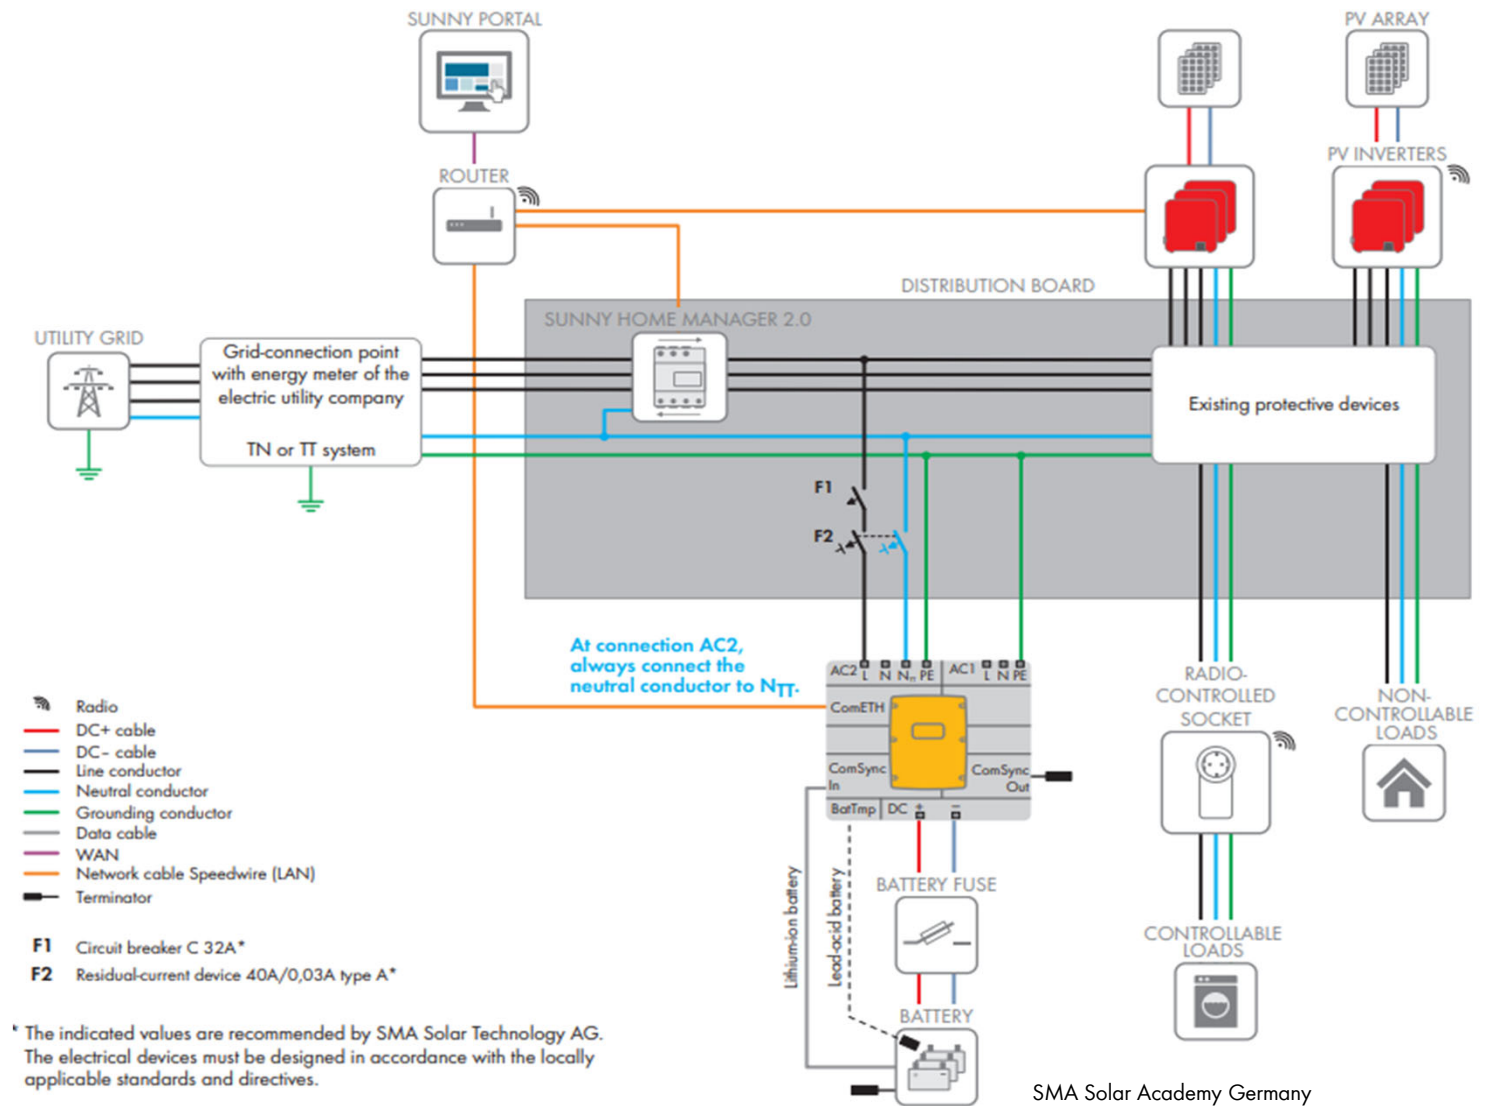 SUNNY PORTAL
PV ARRAY
ROUTER
PV INVERTERS
DISTRIBUTION BOARD
SUNNY HOME MANAGER 2.0
UTILITY GRID
Grid-connection point
with energy meter of the
electric utility company
TN or TT system
Existing protective devices
F1
F2
At connection AC2,
always connect the
neutral conductor to NTT.
AC2 L N NTT PE AC1 L N PE
ComETH
ComSync
In
ComSync
Out
BatTmp DC + −
Lithium-ion battery
Lead-acid battery
BATTERY FUSE
BATTERY
RADIO-
CONTROLLED
SOCKET
NON-
CONTROLLABLE
LOADS
CONTROLLABLE
LOADS
Radio
DC+ cable
DC− cable
Line conductor
Neutral conductor
Grounding conductor
Data cable
WAN
Network cable Speedwire (LAN)
Terminator
F1 Circuit breaker C 32A*
F2 Residual-current device 40A/0,03A type A*
* The indicated values are recommended by SMA Solar Technology AG.
The electrical devices must be designed in accordance with the locally
applicable standards and directives.
SMA Solar Academy Germany